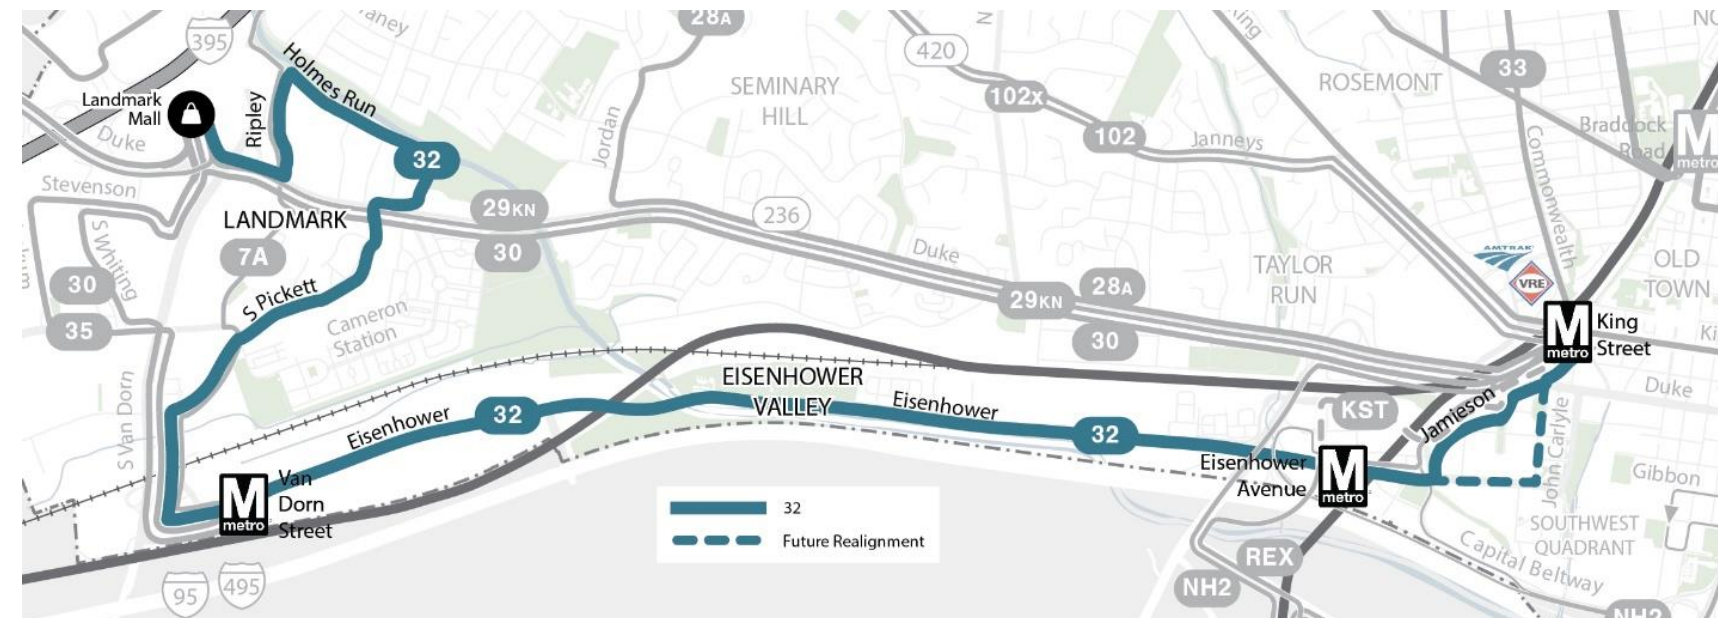 28A
395
Holmes Run
420
SEMINARY
HILL
102x
33
ROSEMONT
Landmark
Mall
Duke
Ripley
Jordan
102
Janneys
Braddock
Road
M
metro
Commonwealth
32
Stevenson
LANDMARK
29KN
236
S Whiting
7A
30
Duke
AMTRAK
VRE
OLD
TOWN
TAYLOR
RUN
30
S Pickett
28A
29KN
35
Cameron
Station
30
M
metro
King
Street
EISENHOWER
VALLEY
Duke
Eisenhower
32
Eisenhower
32
KST
Jamieson
John Carlyle
S Van Dorn
M
metro
Van
Dorn
Street
Eisenhower
Avenue
M
metro
Gibbon
32
Future Realignment
SOUTHWEST
QUADRANT
Capital Beltway
REX
NH2
95
495
NH2